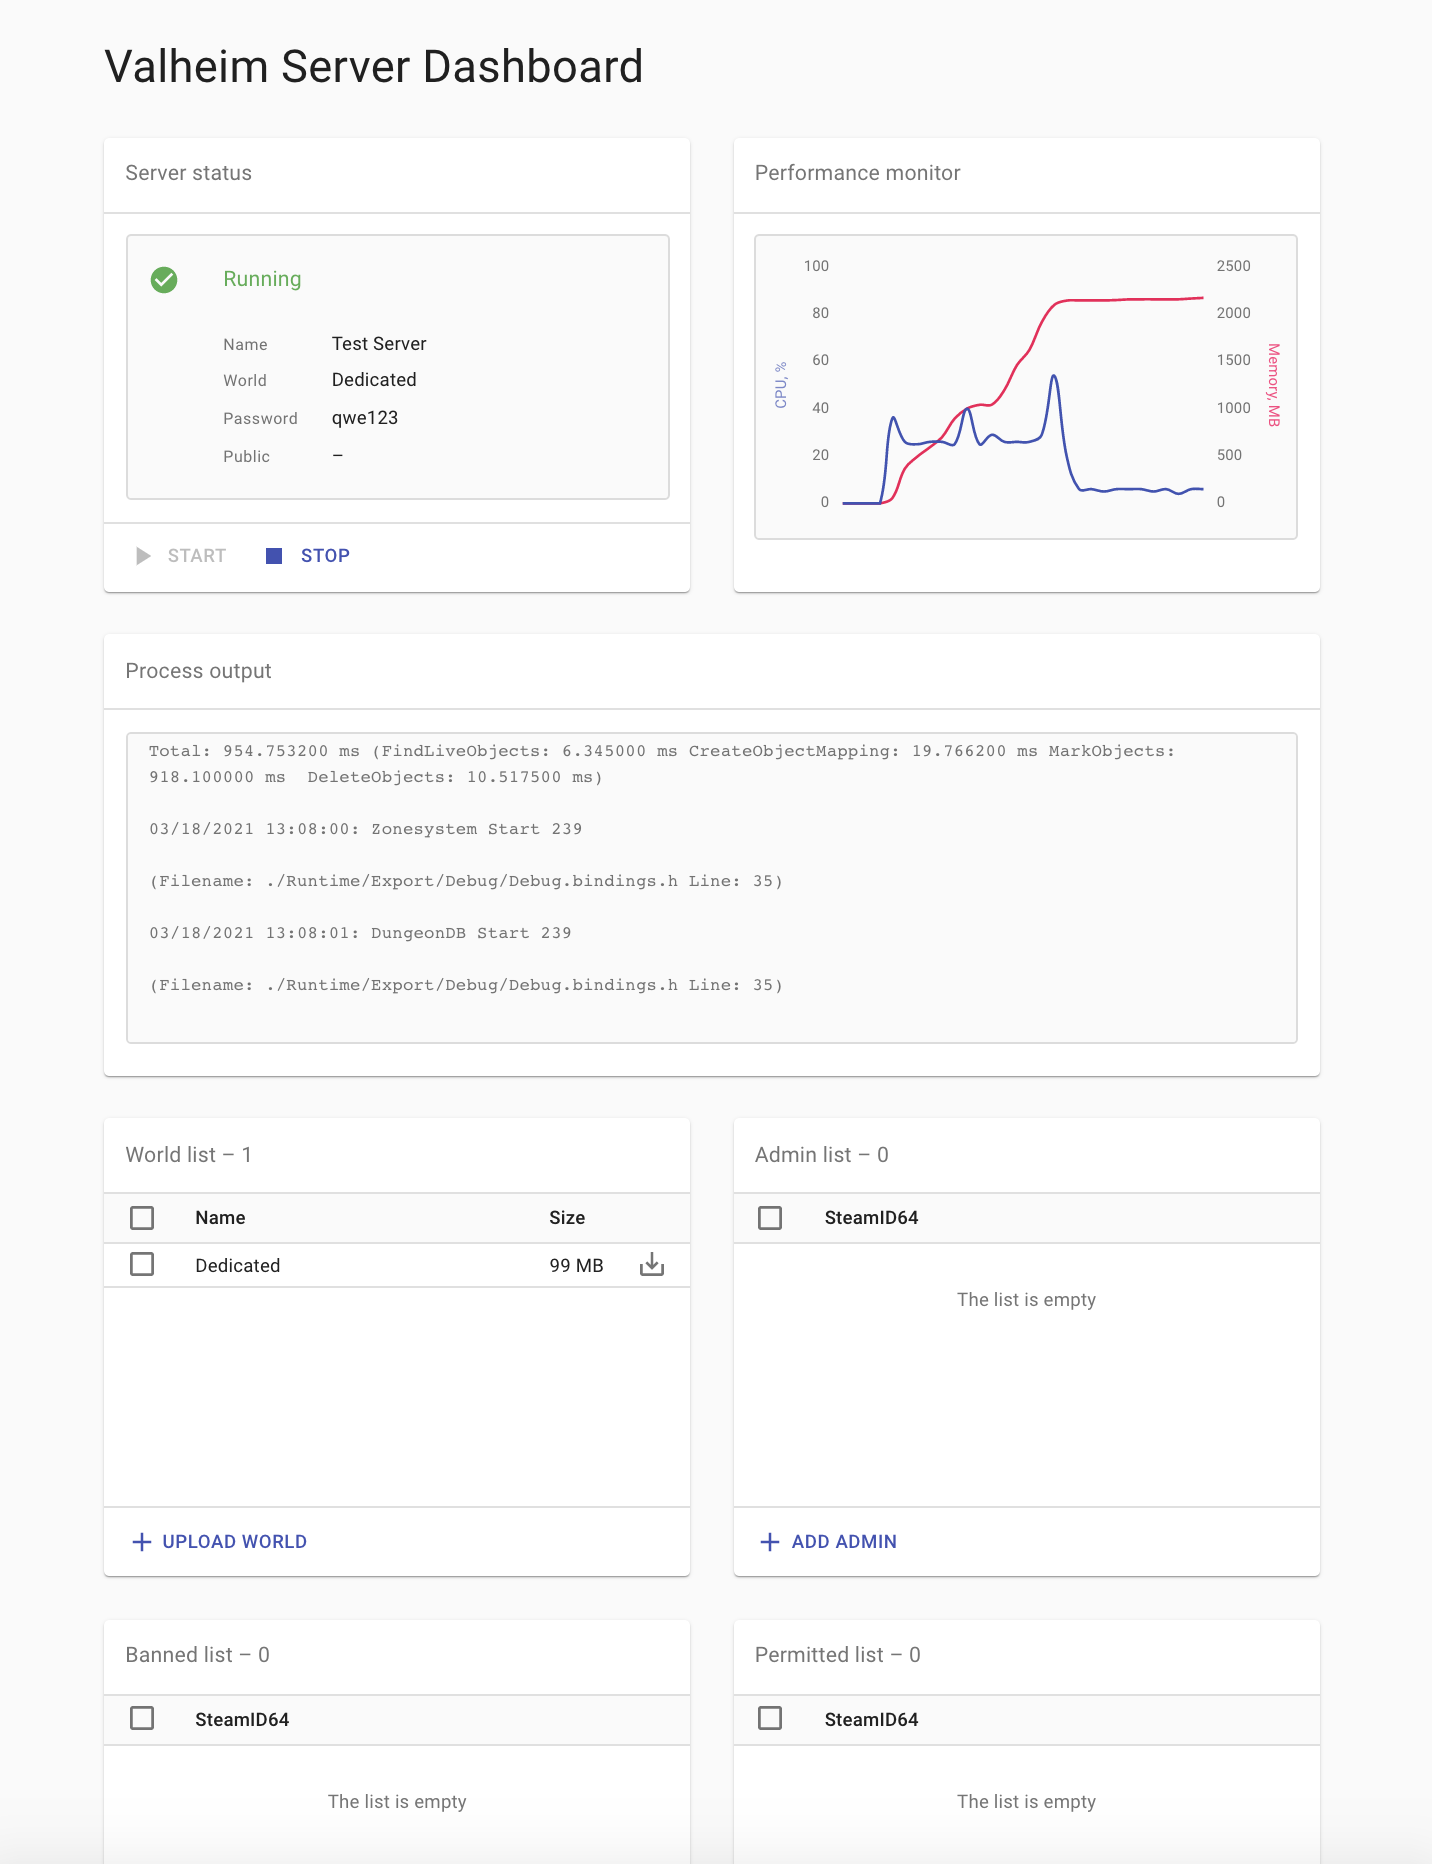 Valheim Server Dashboard
Server status
Running
Name Test Server
World Dedicated
Password qwe123
Public –
START STOP
Performance monitor
100 2500
80 2000
60 1500
40 1000
20 500
0 0
CPU, %
Memory, MB
Process output
Total: 954.753200 ms (FindLiveObjects: 6.345000 ms CreateObjectMapping: 19.766200 ms MarkObjects:
918.100000 ms  DeleteObjects: 10.517500 ms)
03/18/2021 13:08:00: Zonesystem Start 239
(Filename: ./Runtime/Export/Debug/Debug.bindings.h Line: 35)
03/18/2021 13:08:01: DungeonDB Start 239
(Filename: ./Runtime/Export/Debug/Debug.bindings.h Line: 35)
World list – 1
Name Size
Dedicated 99 MB
UPLOAD WORLD
Admin list – 0
SteamID64
The list is empty
ADD ADMIN
Banned list – 0
SteamID64
The list is empty
Permitted list – 0
SteamID64
The list is empty